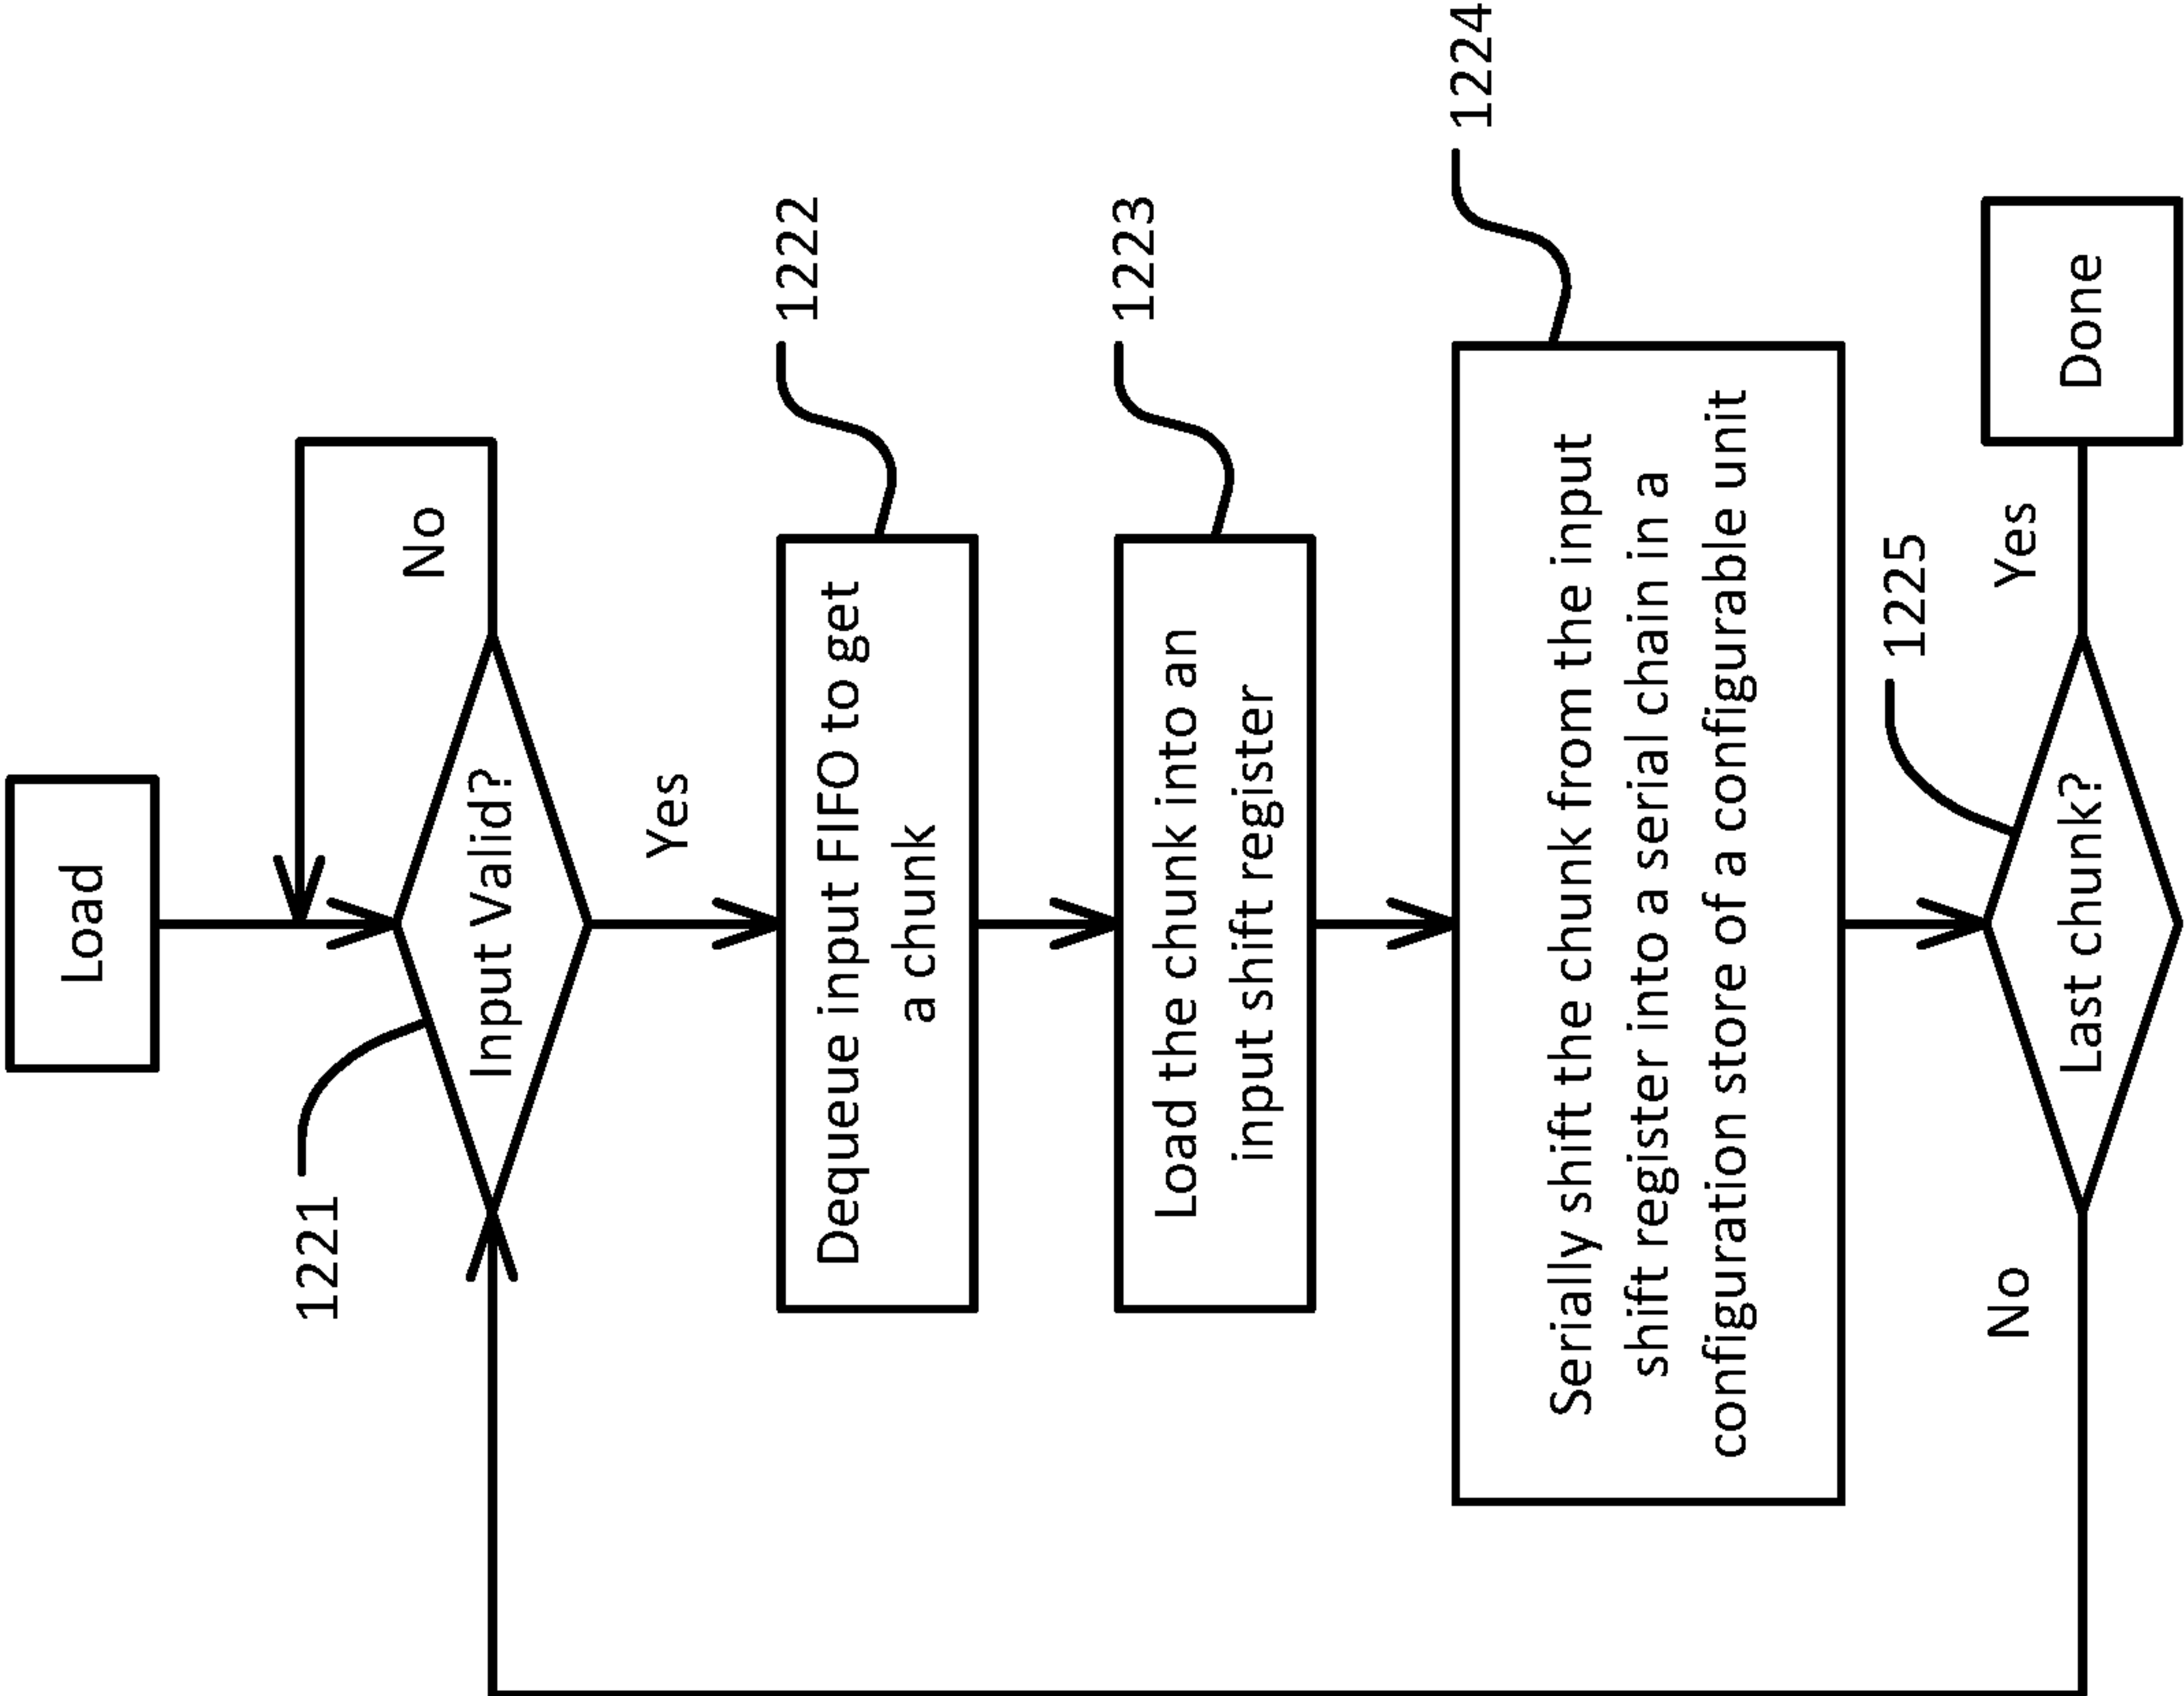 Load
1221
Input Valid?
No
Yes
Dequeue input FIFO to get
a chunk
1222
Load the chunk into an
input shift register
1223
Serially shift the chunk from the input
shift register into a serial chain in a
configuration store of a configurable unit
1224
1225
Last chunk?
No
Yes
Done